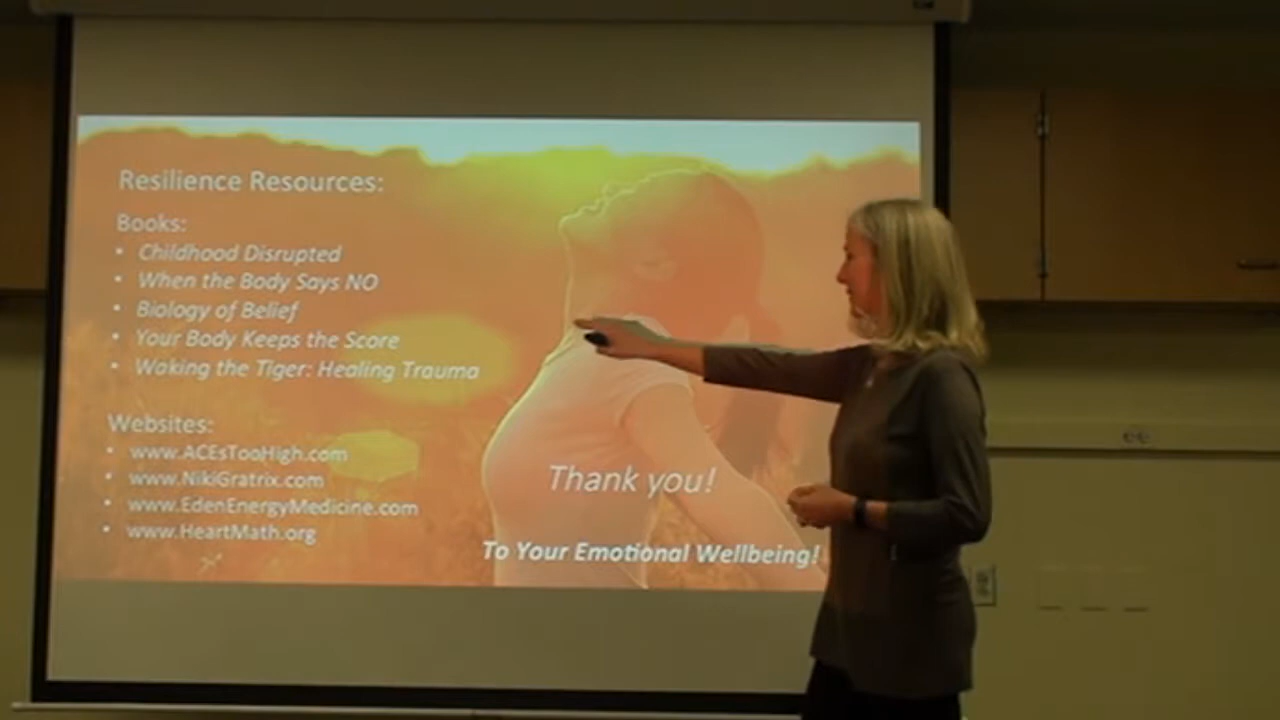 Resilience Resources:
Books:
• Childhood Disrupted
• When the Body Says NO
• Biology of Belief
• Your Body Keeps the Score
• Waking the Tiger: Healing Trauma
Websites:
• www.ACEsTooHigh.com
• www.NikiGratrix.com
• www.EdenEnergyMedicine.com
• www.HeartMath.org
Thank you!
To Your Emotional Wellbeing!